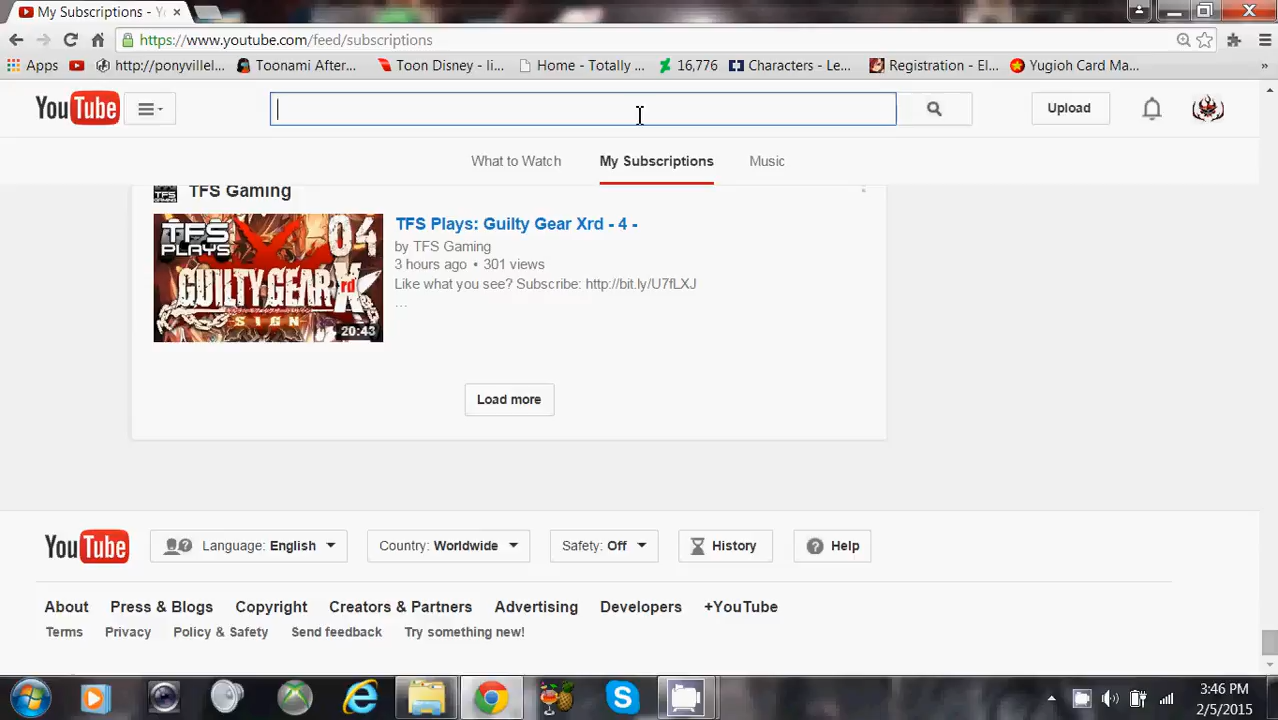 My Subscriptions - Y
https://www.youtube.com/feed/subscriptions
Apps http://ponyvillel... Toonami After... Toon Disney - li... Home - Totally ... 16,776 Characters - Le... Registration - El... Yugioh Card Ma... »
YouTube Upload
What to Watch My Subscriptions Music
TFS Gaming
TFS Plays: Guilty Gear Xrd - 4 -
by TFS Gaming
3 hours ago • 301 views
Like what you see? Subscribe: http://bit.ly/U7fLXJ
...
TFS PLAYS 04
GUILTY GEAR Xrd
SIGN
20:43
Load more
YouTube Language: English Country: Worldwide Safety: Off History Help
About Press & Blogs Copyright Creators & Partners Advertising Developers +YouTube
Terms Privacy Policy & Safety Send feedback Try something new!
3:46 PM
2/5/2015